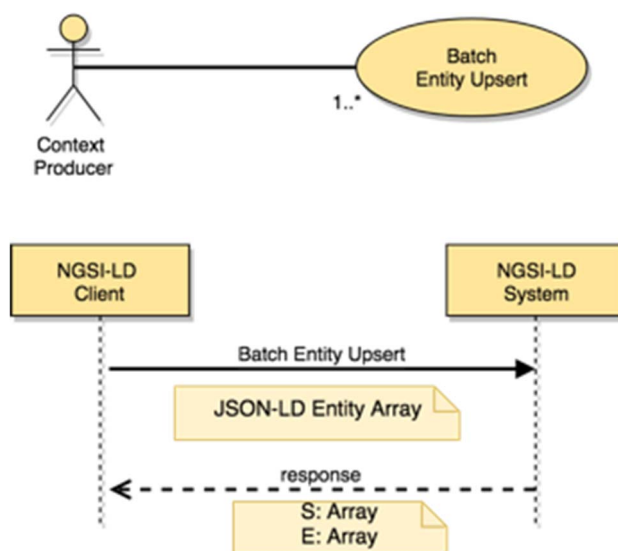 Batch
Entity Upsert
1..*
Context
Producer
NGSI-LD
Client
NGSI-LD
System
Batch Entity Upsert
JSON-LD Entity Array
response
S: Array
E: Array